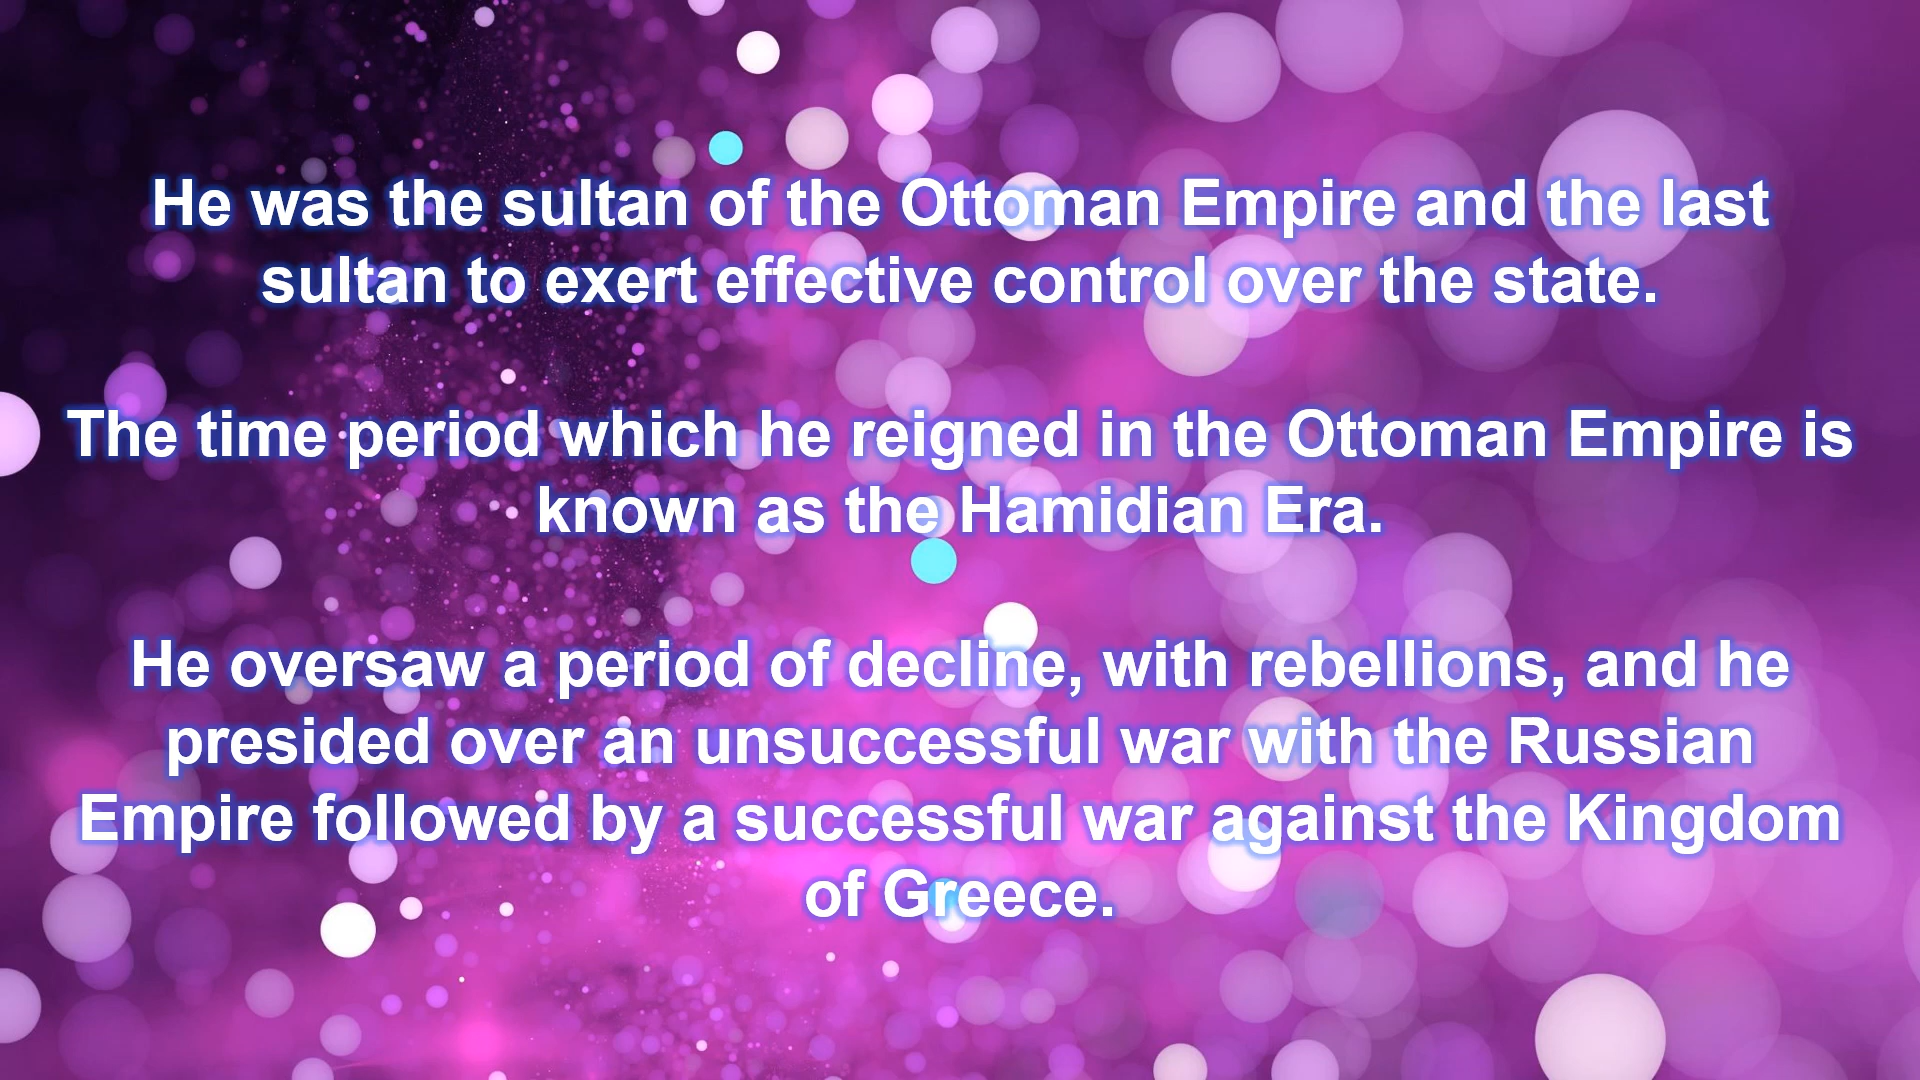 He was the sultan of the Ottoman Empire and the last
sultan to exert effective control over the state.
The time period which he reigned in the Ottoman Empire is
known as the Hamidian Era.
He oversaw a period of decline, with rebellions, and he
presided over an unsuccessful war with the Russian
Empire followed by a successful war against the Kingdom
of Greece.